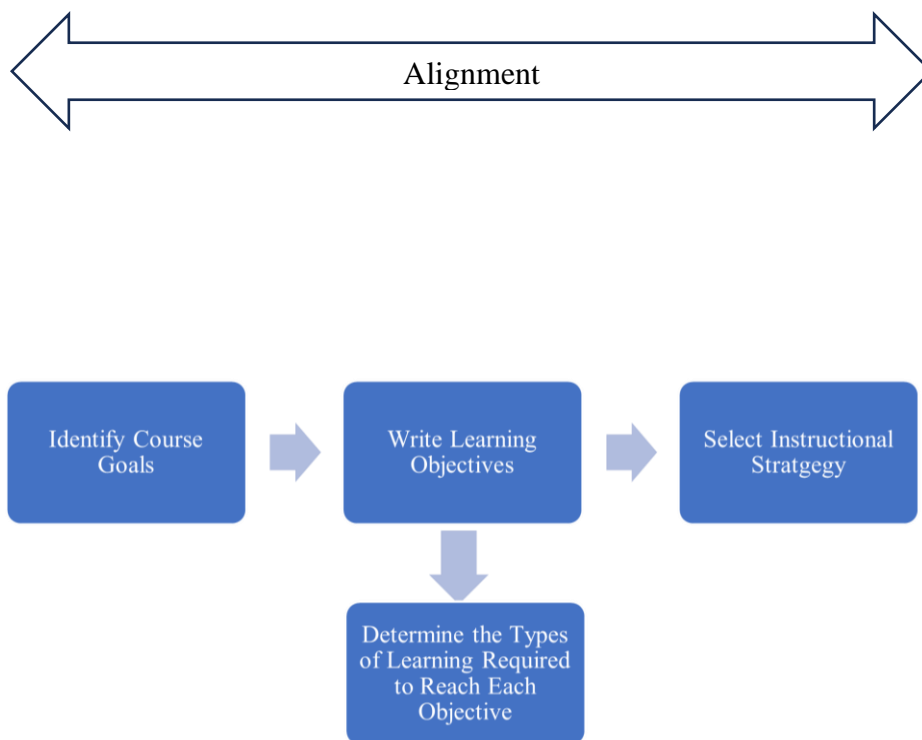 Alignment
Identify Course
Goals
Write Learning
Objectives
Select Instructional
Stratgegy
Determine the Types
of Learning Required
to Reach Each
Objective